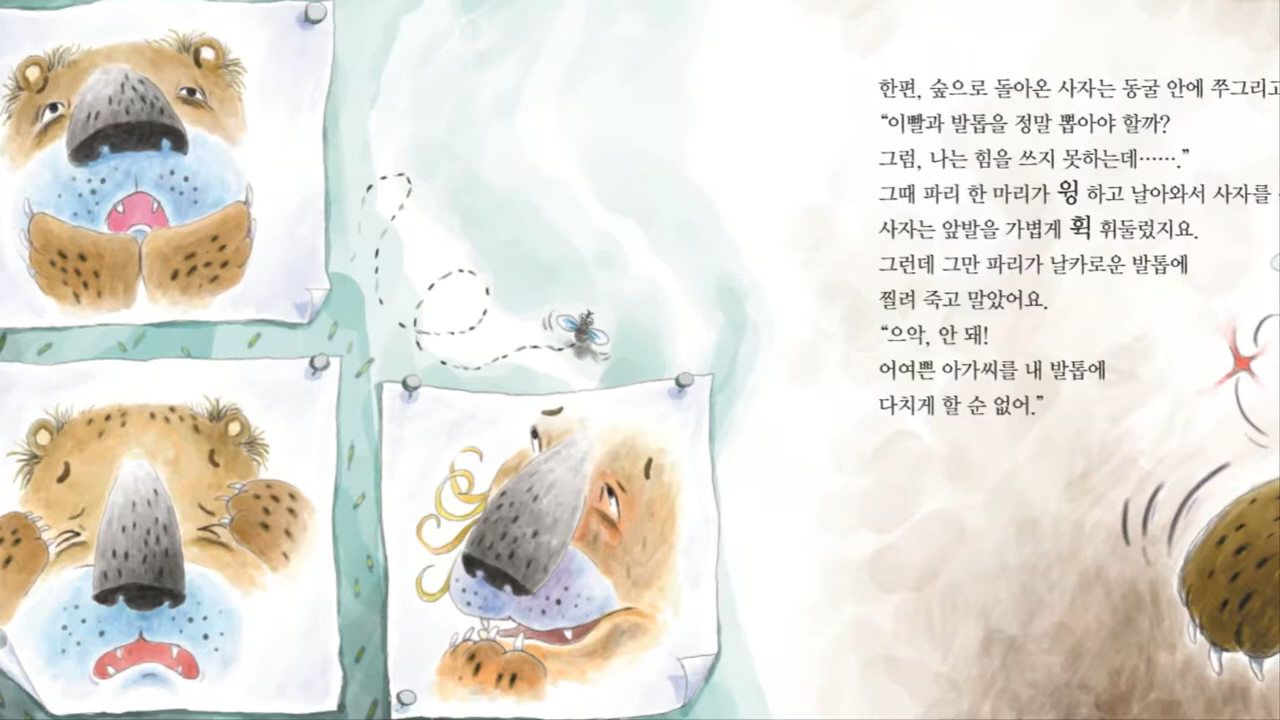 한편, 숲으로 돌아온 사자는 동굴 안에 쭈그리고
“이빨과 발톱을 정말 뽑아야 할까?
그럼, 나는 힘을 쓰지 못하는데…….”
그때 파리 한 마리가 윙 하고 날아와서 사자를
사자는 앞발을 가볍게 휙 휘둘렀지요.
그런데 그만 파리가 날카로운 발톱에
찔려 죽고 말았어요.
“으악, 안 돼!
어여쁜 아가씨를 내 발톱에
다치게 할 순 없어.”